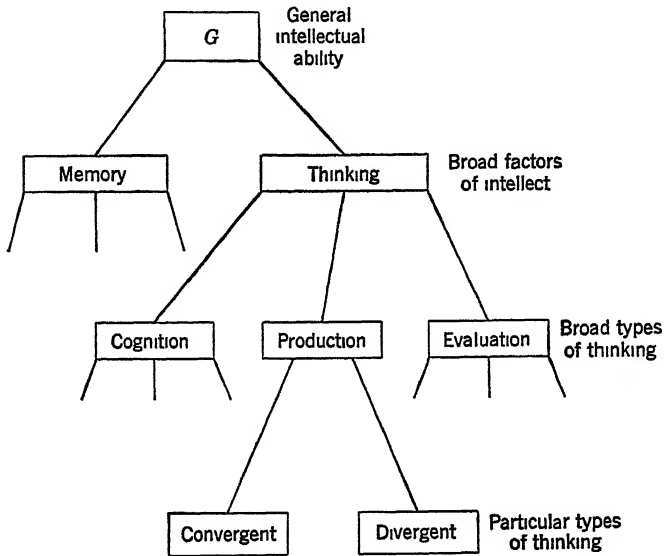 G
General
intellectual
ability
Memory
Thinking
Broad factors
of intellect
Cognition
Production
Evaluation
Broad types
of thinking
Convergent
Divergent
Particular types
of thinking